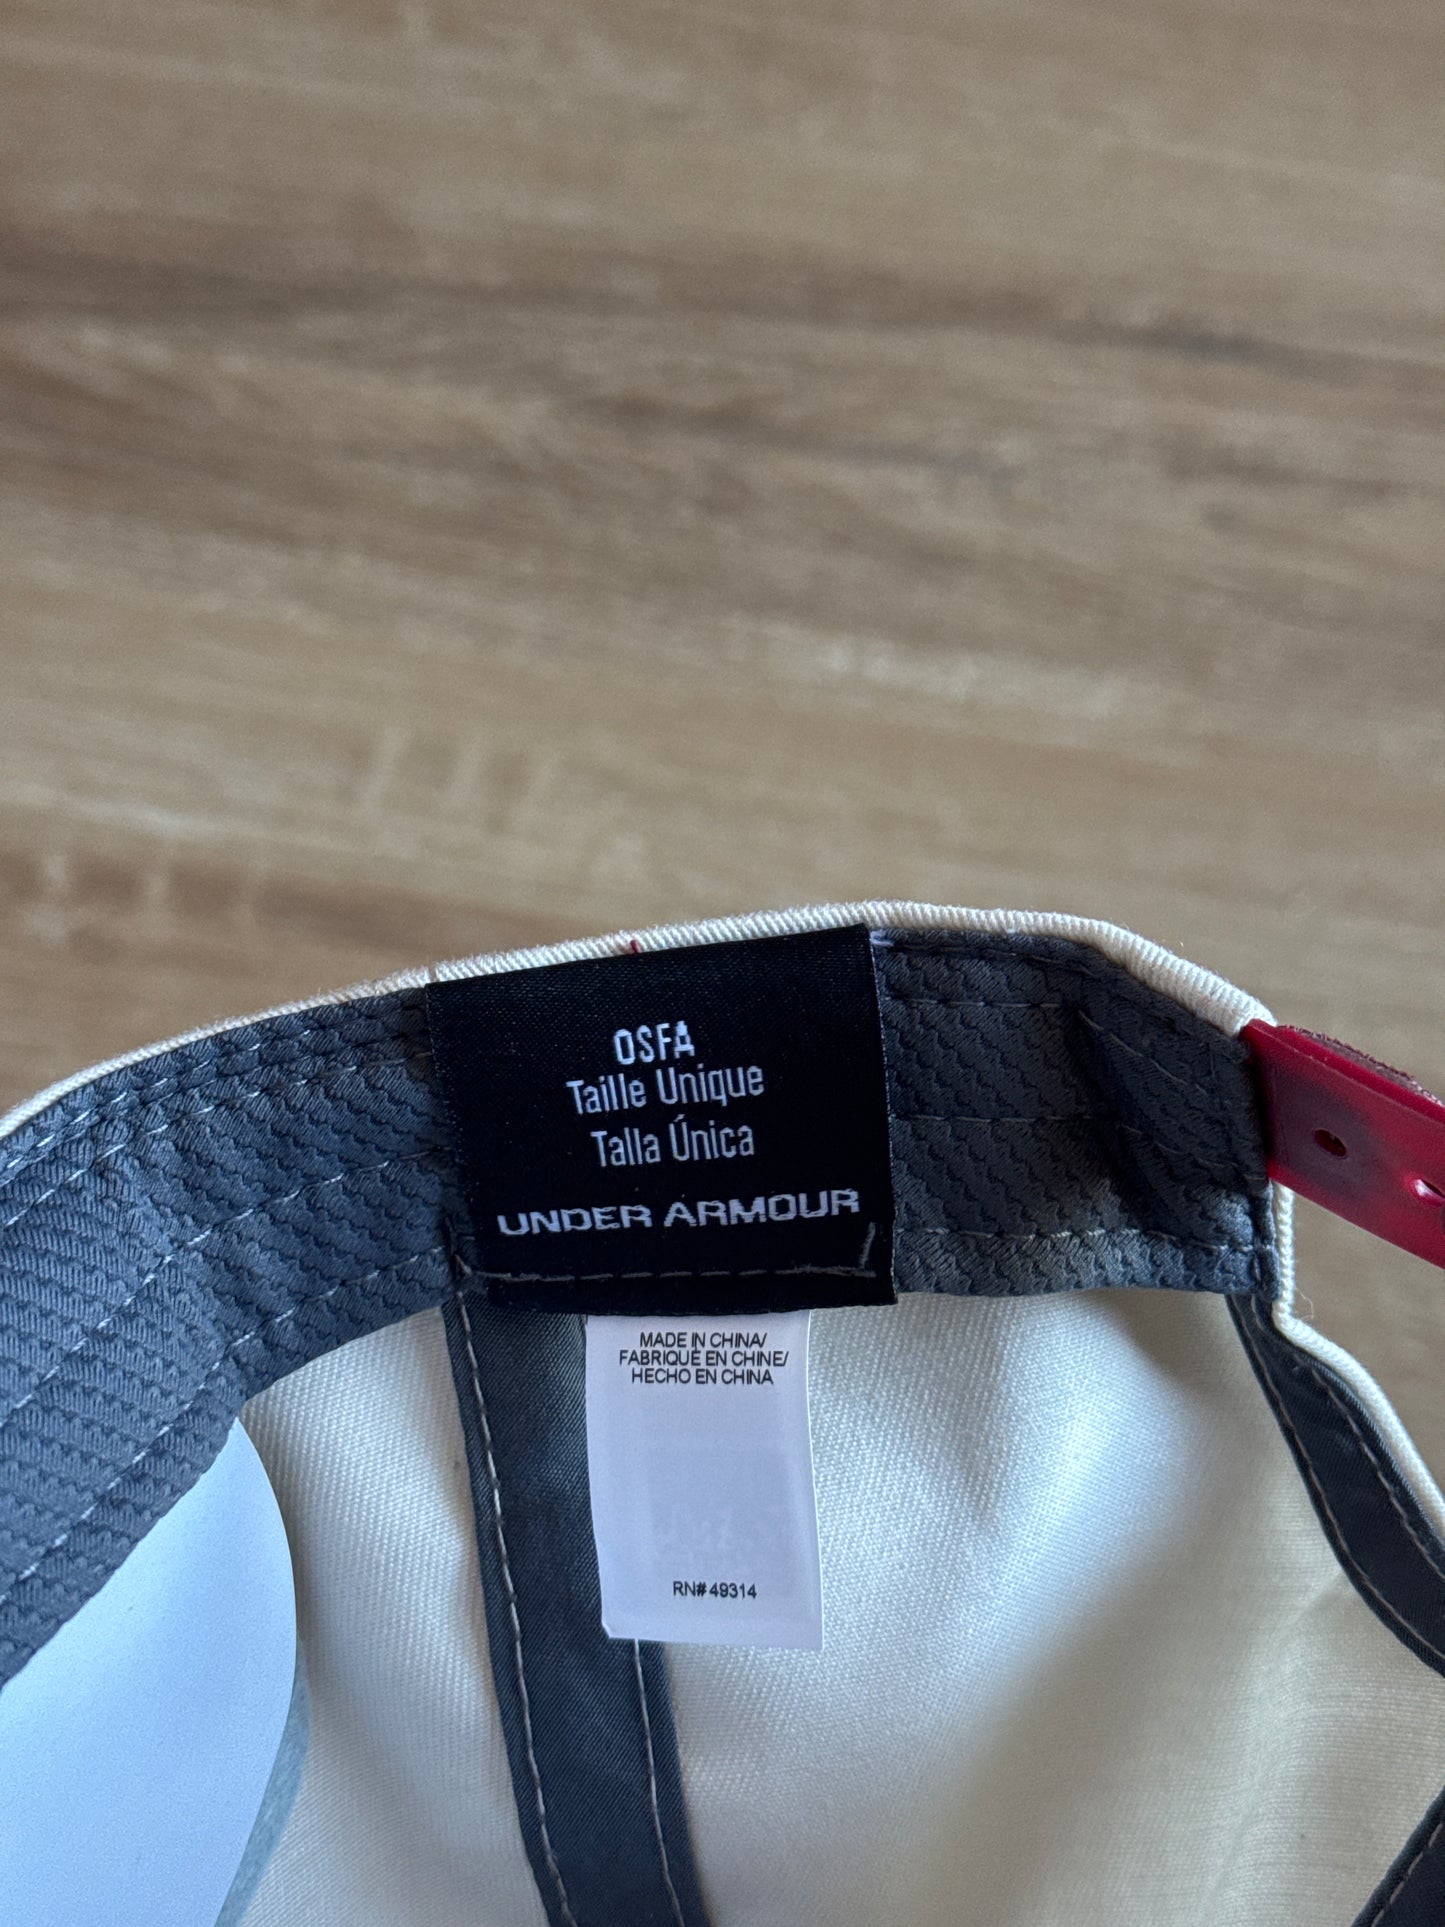 OSFA
Taille Unique
Talla Única
UNDER ARMOUR
MADE IN CHINA/
FABRIQUÉ EN CHINE/
HECHO EN CHINA
RN# 49314